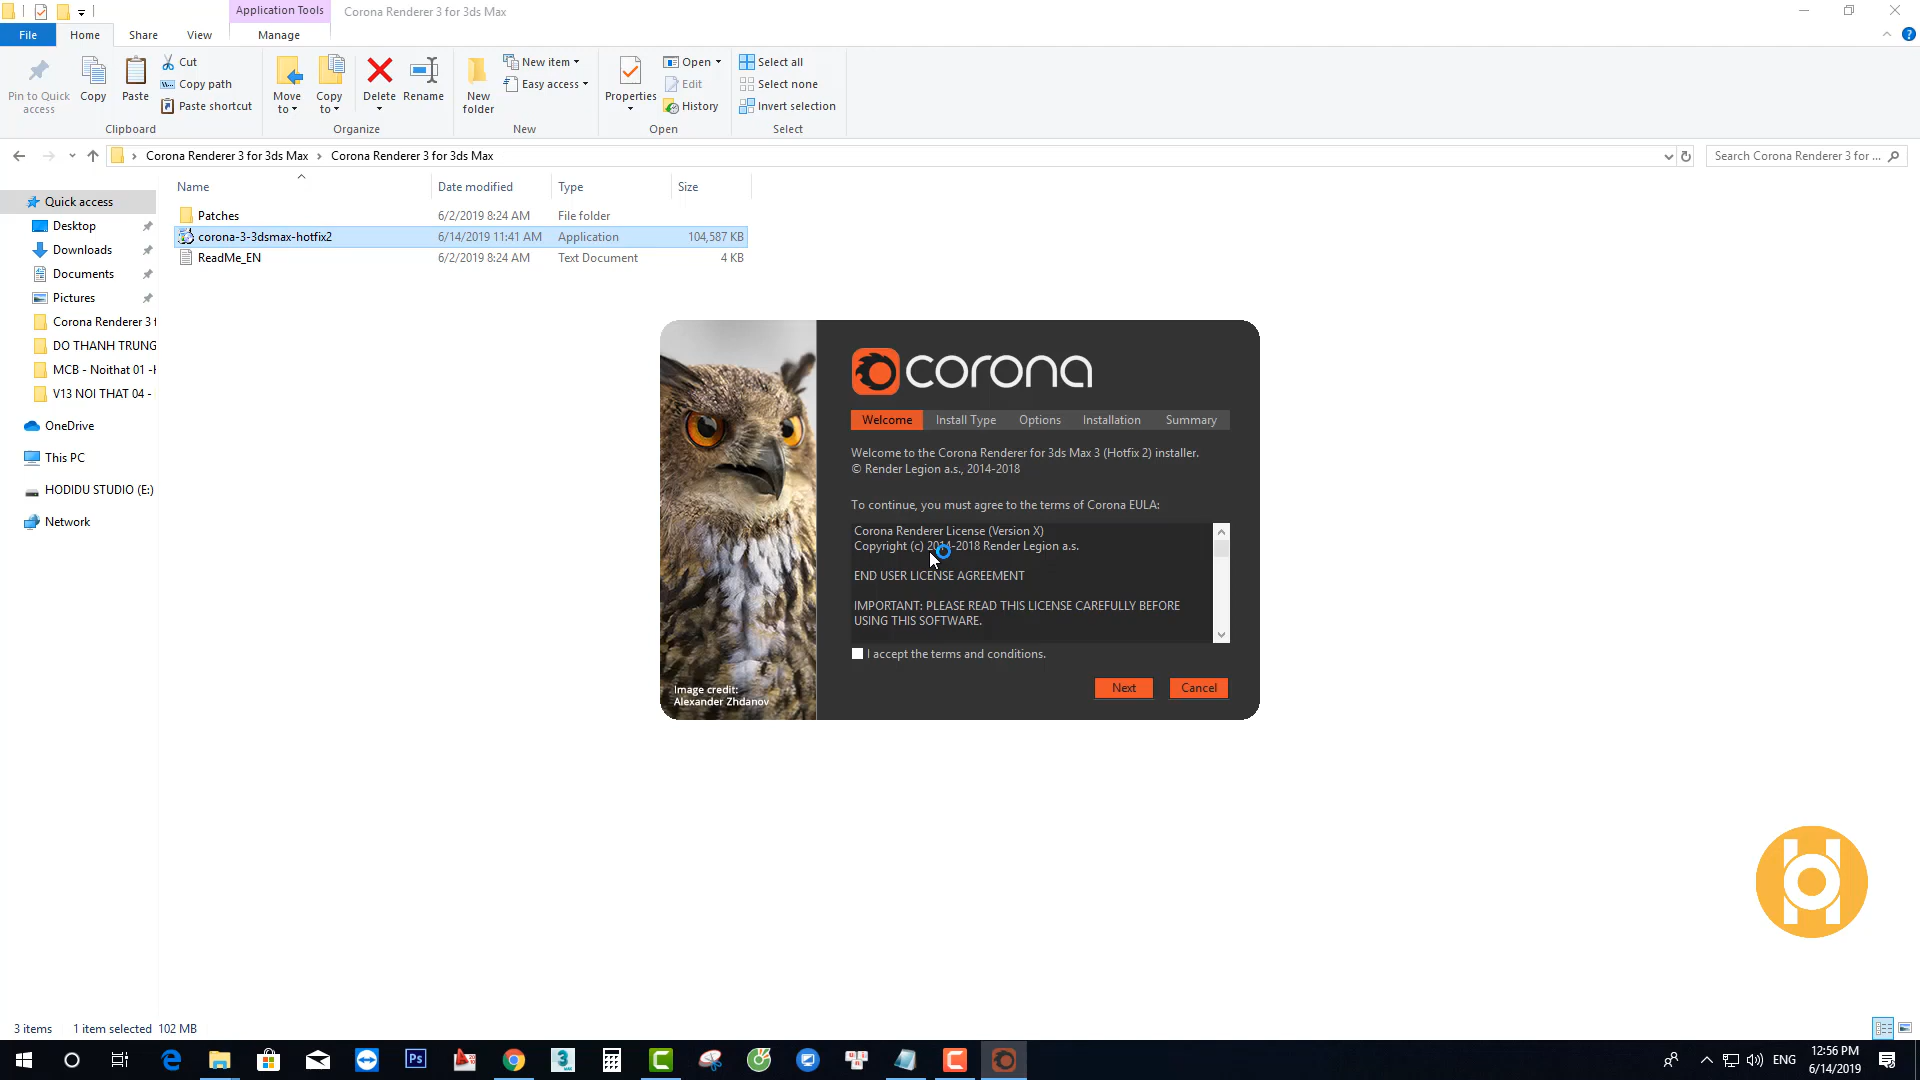 Application Tools
Corona Renderer 3 for 3ds Max
File
Home
Share
View
Manage
Pin to Quick access
Copy
Paste
Cut
Copy path
Paste shortcut
Clipboard
Move to
Copy to
Delete
Rename
Organize
New folder
New item
Easy access
New
Properties
Open
Edit
History
Open
Select all
Select none
Invert selection
Select
Corona Renderer 3 for 3ds Max
Corona Renderer 3 for 3ds Max
Search Corona Renderer 3 for ...
Name
Date modified
Type
Size
Patches
6/2/2019 8:24 AM
File folder
corona-3-3dsmax-hotfix2
6/14/2019 11:41 AM
Application
104,587 KB
ReadMe_EN
6/2/2019 8:24 AM
Text Document
4 KB
Quick access
Desktop
Downloads
Documents
Pictures
Corona Renderer 3 f
DO THANH TRUNG
MCB - Noithat 01 -
V13 NOI THAT 04 -
OneDrive
This PC
HODIDU STUDIO (E:)
Network
corona
Welcome
Install Type
Options
Installation
Summary
Welcome to the Corona Renderer for 3ds Max 3 (Hotfix 2) installer.
© Render Legion a.s., 2014-2018
To continue, you must agree to the terms of Corona EULA:
Corona Renderer License (Version X)
Copyright (c) 2014-2018 Render Legion a.s.
END USER LICENSE AGREEMENT
IMPORTANT: PLEASE READ THIS LICENSE CAREFULLY BEFORE
USING THIS SOFTWARE.
I accept the terms and conditions.
Next
Cancel
Image credit:
Alexander Zhdanov
3 items
1 item selected
102 MB
Ps
ENG
12:56 PM
6/14/2019